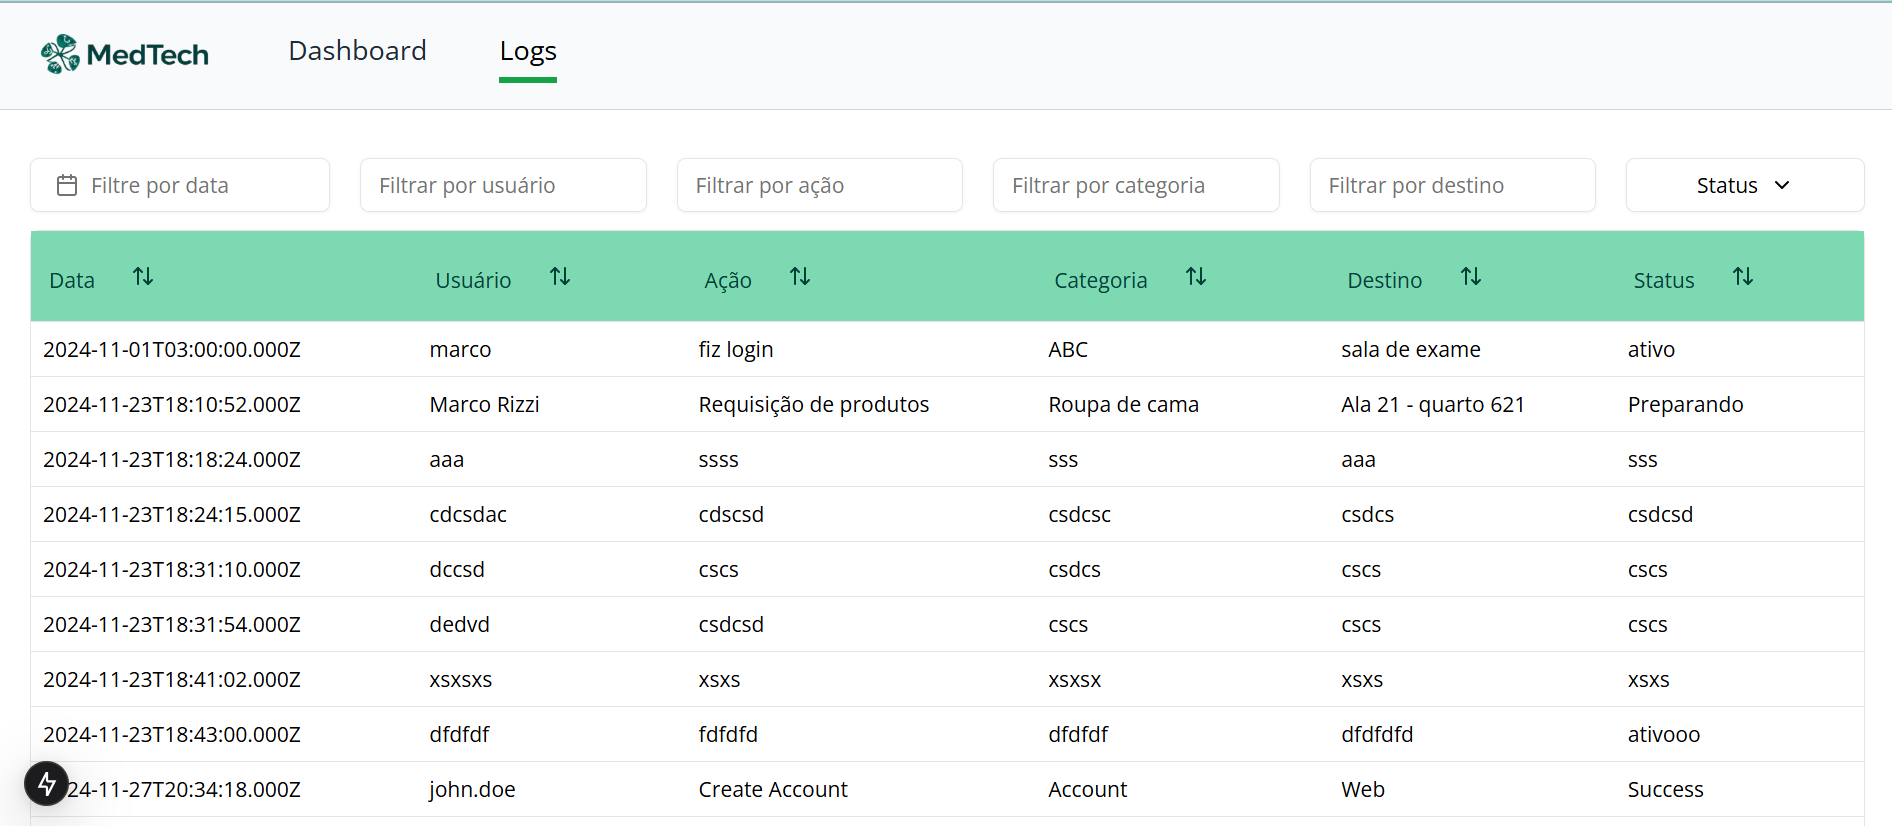 MedTech Dashboard Logs
Filtre por data Filtrar por usuário Filtrar por ação Filtrar por categoria Filtrar por destino Status
Data Usuário Ação Categoria Destino Status
2024-11-01T03:00:00.000Z marco fiz login ABC sala de exame ativo
2024-11-23T18:10:52.000Z Marco Rizzi Requisição de produtos Roupa de cama Ala 21 - quarto 621 Preparando
2024-11-23T18:18:24.000Z aaa ssss sss aaa sss
2024-11-23T18:24:15.000Z cdcsdac cdscsd csdcsc csdcs csdcsd
2024-11-23T18:31:10.000Z dccsd cscs csdcs cscs cscs
2024-11-23T18:31:54.000Z dedvd csdcsd cscs cscs cscs
2024-11-23T18:41:02.000Z xsxsxs xsxs xsxsx xsxs xsxs
2024-11-23T18:43:00.000Z dfdfdf fdfdfd dfdfdf dfdfdfd ativooo
24-11-27T20:34:18.000Z john.doe Create Account Account Web Success